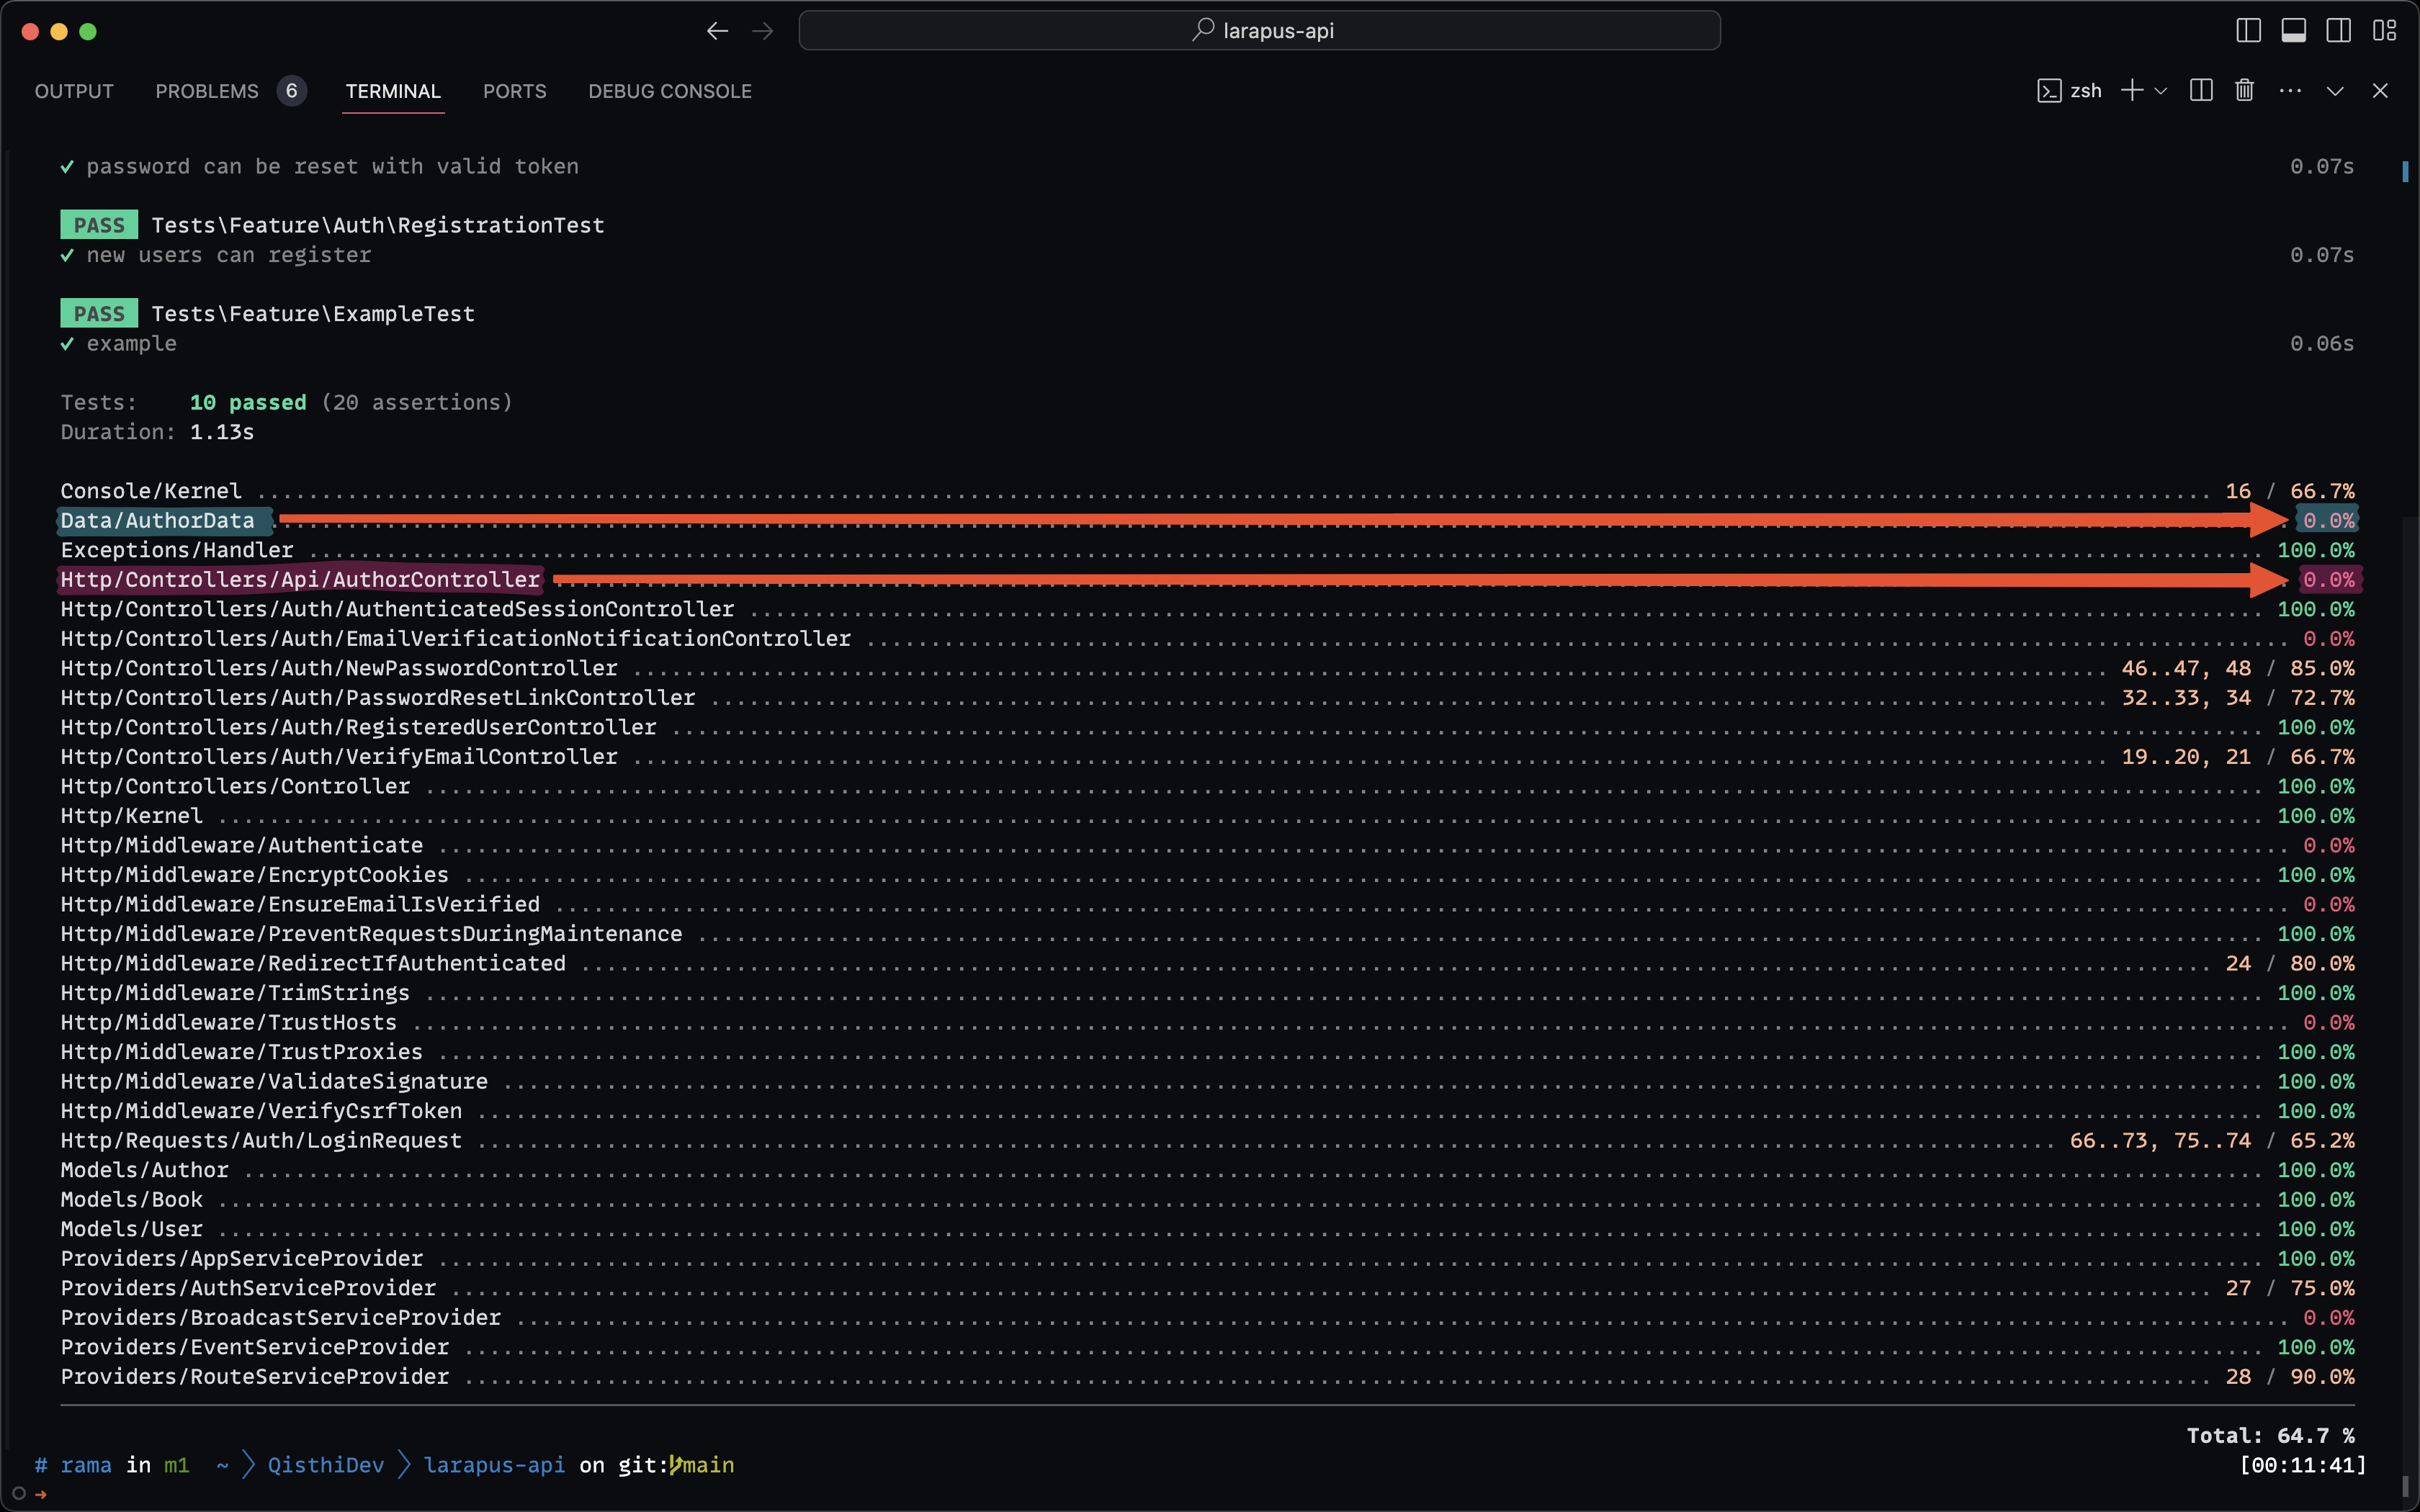 larapus-api
OUTPUT PROBLEMS 6 TERMINAL PORTS DEBUG CONSOLE zsh
✓ password can be reset with valid token 0.07s
PASS Tests\Feature\Auth\RegistrationTest
✓ new users can register 0.07s
PASS Tests\Feature\ExampleTest
✓ example 0.06s
Tests: 10 passed (20 assertions)
Duration: 1.13s
Console/Kernel 16 / 66.7%
Data/AuthorData 0.0%
Exceptions/Handler 100.0%
Http/Controllers/Api/AuthorController 0.0%
Http/Controllers/Auth/AuthenticatedSessionController 100.0%
Http/Controllers/Auth/EmailVerificationNotificationController 0.0%
Http/Controllers/Auth/NewPasswordController 46..47, 48 / 85.0%
Http/Controllers/Auth/PasswordResetLinkController 32..33, 34 / 72.7%
Http/Controllers/Auth/RegisteredUserController 100.0%
Http/Controllers/Auth/VerifyEmailController 19..20, 21 / 66.7%
Http/Controllers/Controller 100.0%
Http/Kernel 100.0%
Http/Middleware/Authenticate 0.0%
Http/Middleware/EncryptCookies 100.0%
Http/Middleware/EnsureEmailIsVerified 0.0%
Http/Middleware/PreventRequestsDuringMaintenance 100.0%
Http/Middleware/RedirectIfAuthenticated 24 / 80.0%
Http/Middleware/TrimStrings 100.0%
Http/Middleware/TrustHosts 0.0%
Http/Middleware/TrustProxies 100.0%
Http/Middleware/ValidateSignature 100.0%
Http/Middleware/VerifyCsrfToken 100.0%
Http/Requests/Auth/LoginRequest 66..73, 75..74 / 65.2%
Models/Author 100.0%
Models/Book 100.0%
Models/User 100.0%
Providers/AppServiceProvider 100.0%
Providers/AuthServiceProvider 27 / 75.0%
Providers/BroadcastServiceProvider 0.0%
Providers/EventServiceProvider 100.0%
Providers/RouteServiceProvider 28 / 90.0%
Total: 64.7 %
# rama in m1 ~ QisthiDev larapus-api on git:main [00:11:41]